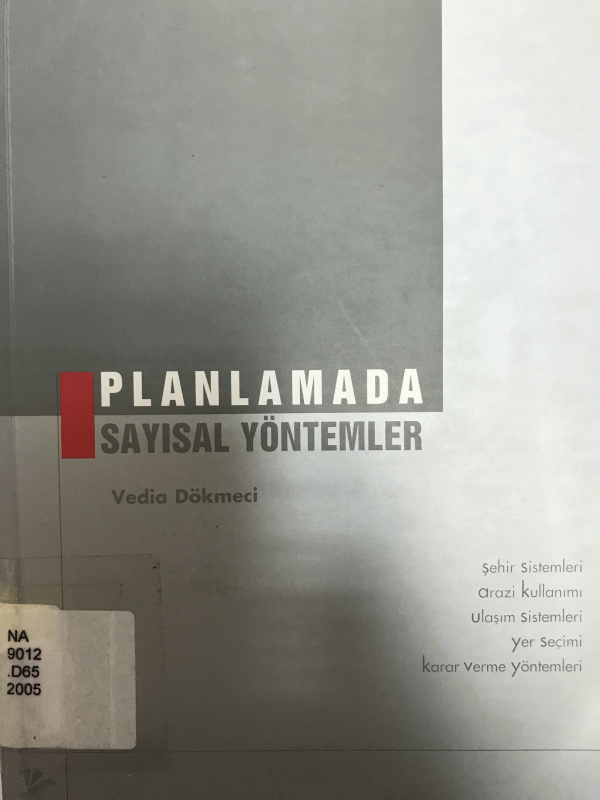 PLANLAMADA
SAYISAL YÖNTEMLER
Vedia Dökmeci
şehir sistemleri
arazi kullanımı
ulaşım sistemleri
yer seçimi
karar verme yöntemleri
NA
9012
.D65
2005